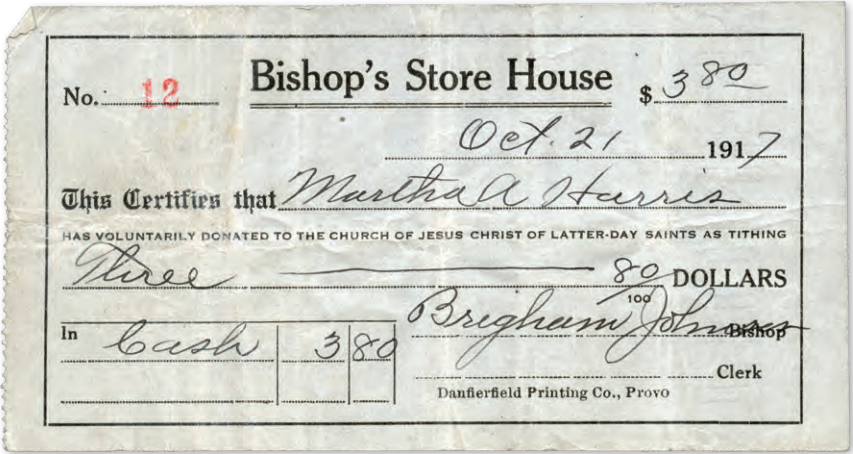 No. 12 Bishop's Store House $ 3 80
Oct. 21 1917
This Certifies that Martha A Harris
HAS VOLUNTARILY DONATED TO THE CHURCH OF JESUS CHRIST OF LATTER-DAY SAINTS AS TITHING
Three 80/100 DOLLARS
In Cash 3 80
Brigham Johnson Bishop
Clerk
Danfierfield Printing Co., Provo